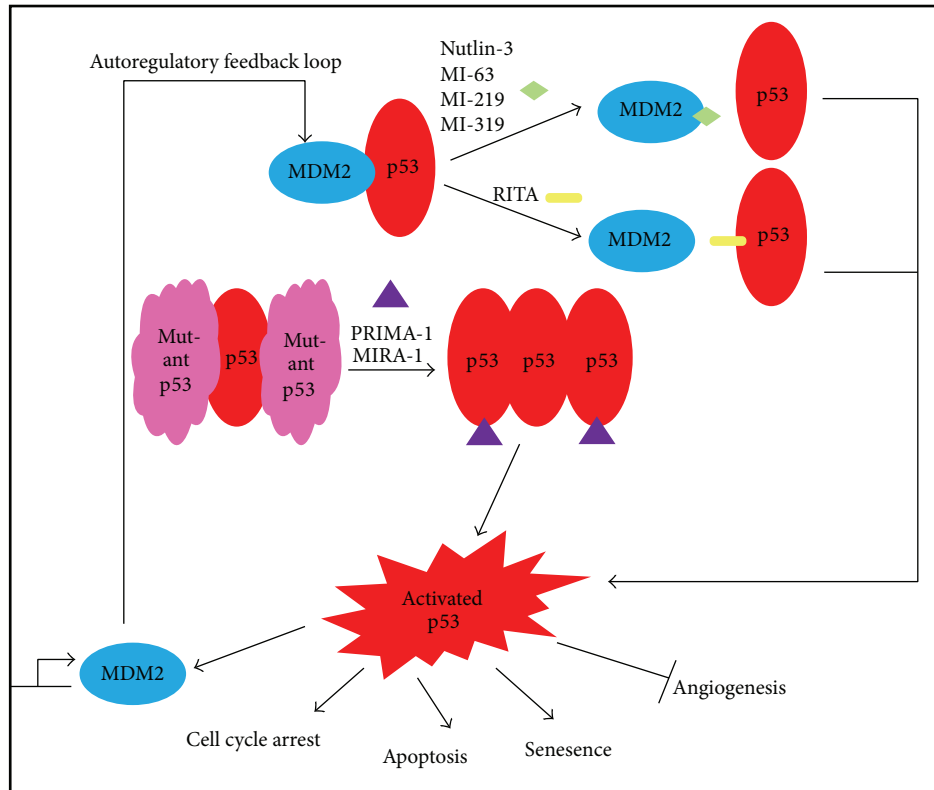 Autoregulatory feedback loop
Nutlin-3
MI-63
MI-219
MI-319
MDM2
p53
MDM2
p53
RITA
MDM2
p53
Mut-
ant
p53
p53
Mut-
ant
p53
PRIMA-1
MIRA-1
p53
p53
p53
Activated
p53
MDM2
Angiogenesis
Cell cycle arrest
Apoptosis
Senesence